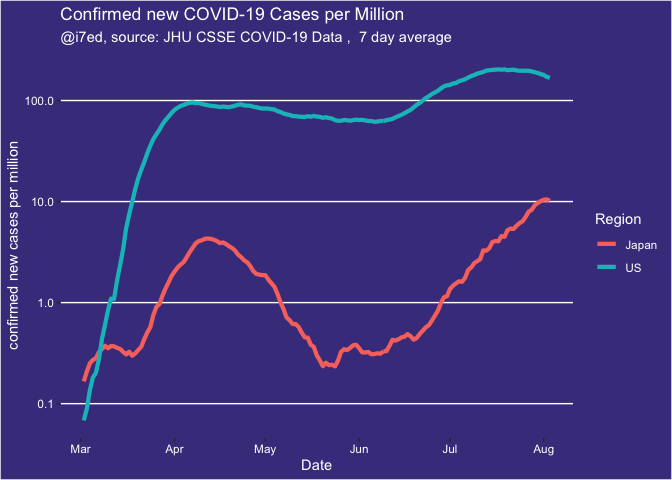 Confirmed new COVID-19 Cases per Million
@i7ed, source: JHU CSSE COVID-19 Data ,  7 day average
confirmed new cases per million
100.0
10.0
1.0
0.1
Mar Apr May Jun Jul Aug
Date
Region
Japan
US